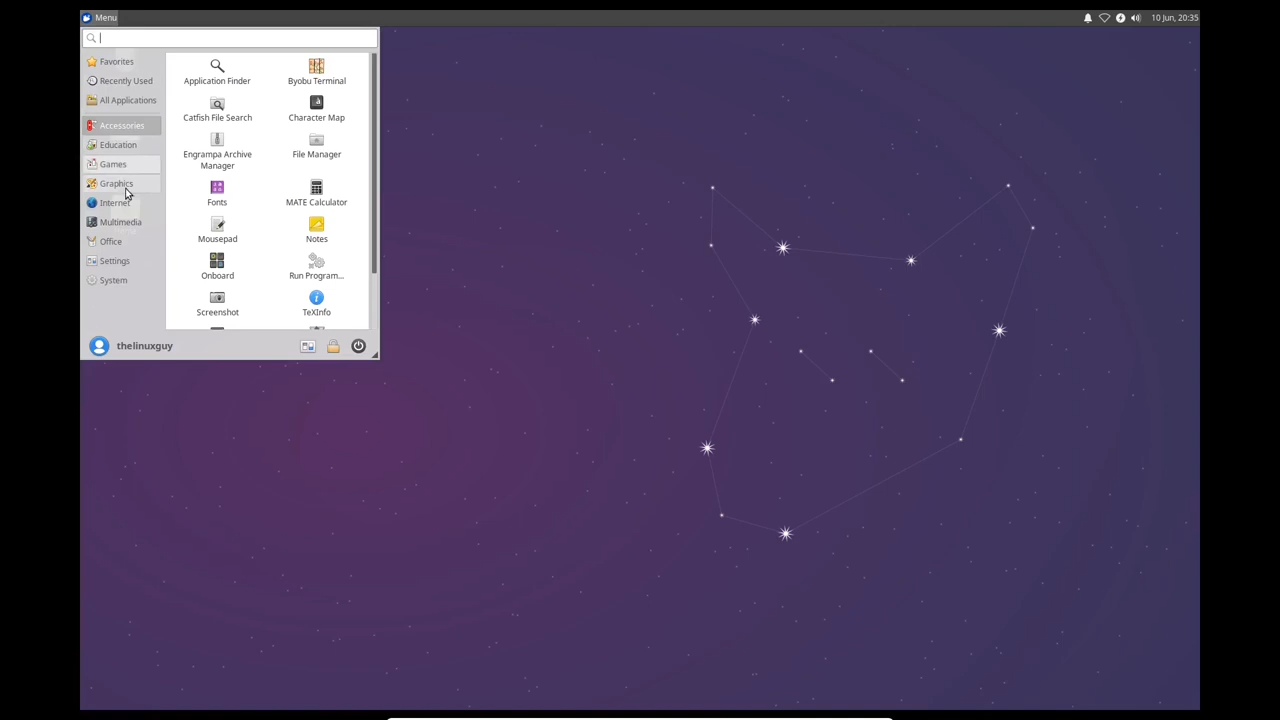 Menu
10 Jun, 20:35
Favorites
Recently Used
All Applications
Accessories
Education
Games
Graphics
Internet
Multimedia
Office
Settings
System
Application Finder
Byobu Terminal
Catfish File Search
Character Map
Engrampa Archive
Manager
File Manager
Fonts
MATE Calculator
Mousepad
Notes
Onboard
Run Program...
Screenshot
TeXInfo
thelinuxguy